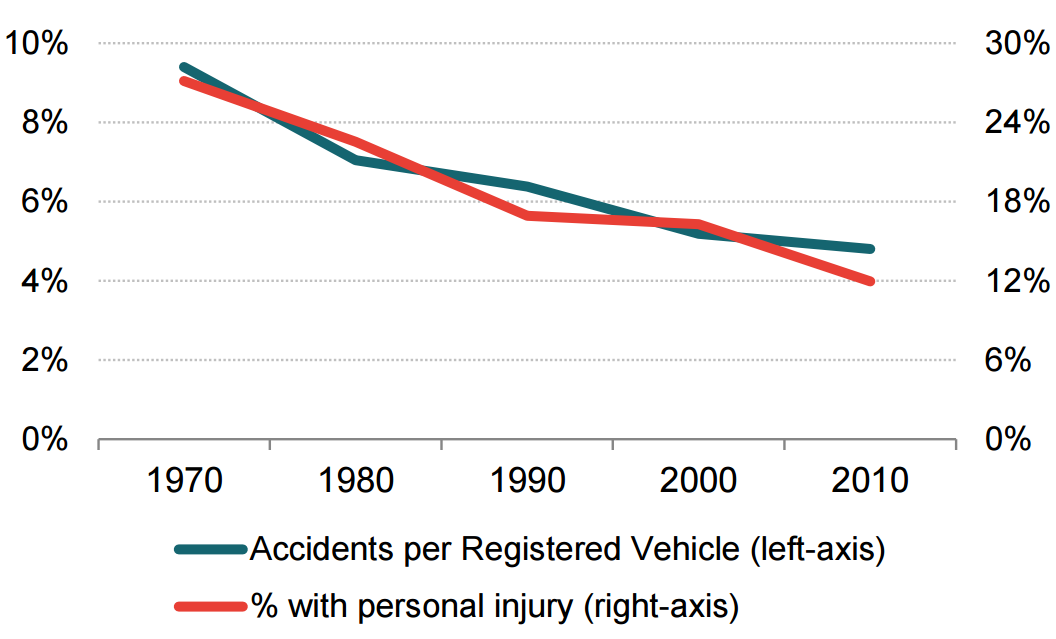 10% 30%
8% 24%
6% 18%
4% 12%
2% 6%
0% 0%
1970 1980 1990 2000 2010
Accidents per Registered Vehicle (left-axis)
% with personal injury (right-axis)